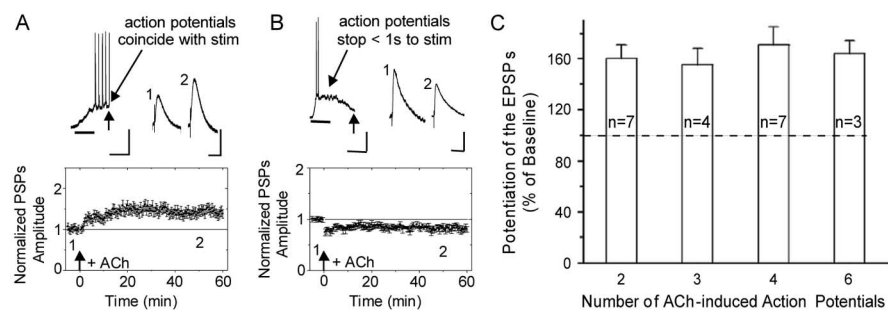 A
action potentials
coincide with stim
1
2
Normalized PSPs
Amplitude
2
1
1
2
+ ACh
0
20
40
60
Time (min)
B
action potentials
stop < 1s to stim
1
2
Normalized PSPs
Amplitude
2
1
0
1
2
+ ACh
0
20
40
60
Time (min)
C
Potentiation of the EPSPs
(% of Baseline)
160
120
80
40
0
n=7
n=4
n=7
n=3
2
3
4
6
Number of ACh-induced Action Potentials